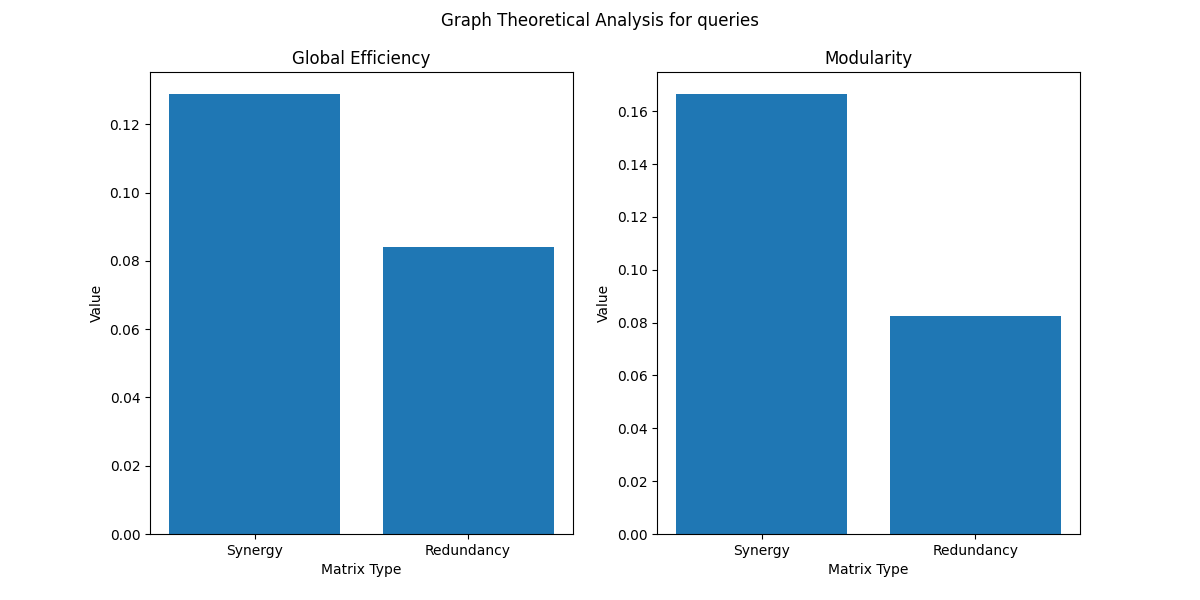 Graph Theoretical Analysis for queries
Global Efficiency
0.12
0.10
0.08
0.06
0.04
0.02
0.00
Value
Synergy Redundancy
Matrix Type
Modularity
0.16
0.14
0.12
0.10
0.08
0.06
0.04
0.02
0.00
Value
Synergy Redundancy
Matrix Type